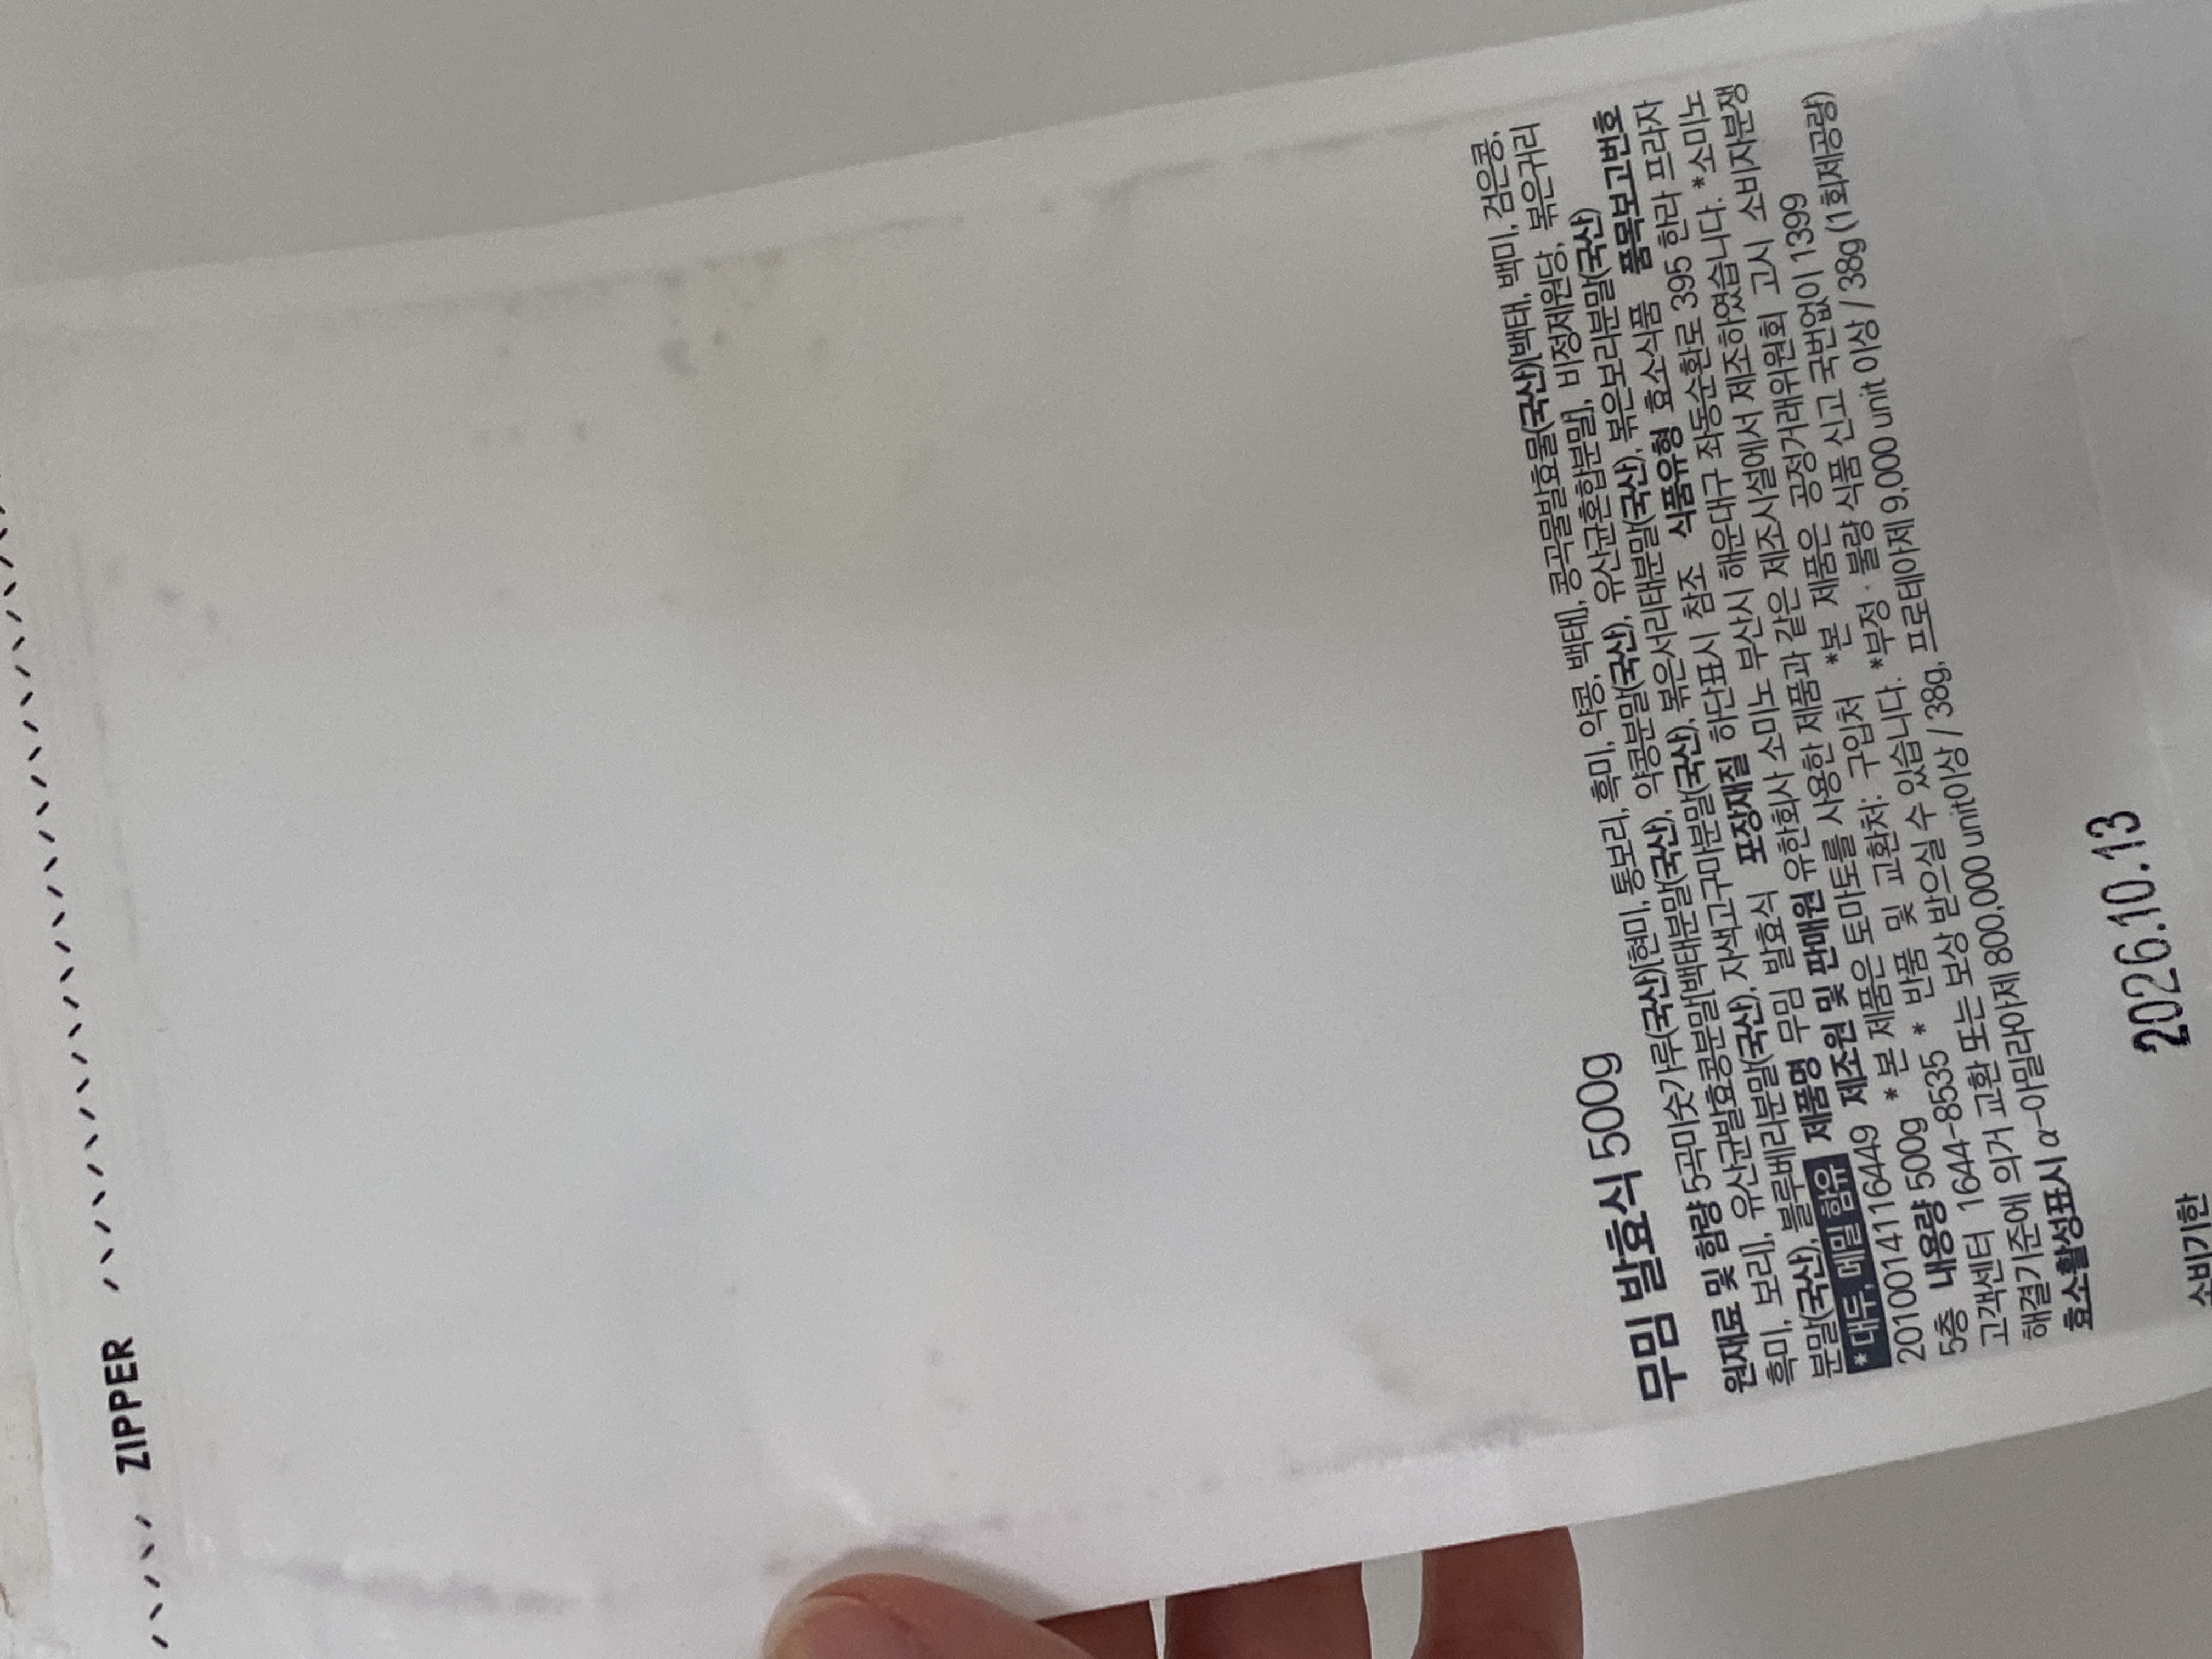 ZIPPER
무밈 발효식 500g
원재료 및 함량 5곡미숫가루(국산)[현미, 통보리, 흑미, 약콩, 백태], 콩곡물발효물(국산)[백태, 백미, 검은콩,
흑미, 보리], 유산균발효콩분말[백태분말(국산), 약콩분말(국산), 유산균혼합분말], 비정제원당, 볶은귀리
분말(국산), 블루베리분말(국산), 자색고구마분말(국산), 볶은서리태분말(국산), 볶은보리분말(국산)
*대두, 메밀 함유 제품명 무밈 발효식 포장재질 하단표시 참조 식품유형 효소식품 품목보고번호
20100141116449 제조원 및 판매원 유한회사 소미노 부산시 해운대구 좌동순환로 395 한라 프라자
5층 내용량 500g * 본 제품은 토마토를 사용한 제품과 같은 제조시설에서 제조하였습니다. *소미노
고객센터 1644-8535 * 반품 및 교환처: 구입처 *본 제품은 공정거래위원회 고시 소비자분쟁
해결기준에 의거 교환 또는 보상 받으실 수 있습니다. *부정·불량 식품 신고 국번없이 1399
효소활성표시 α-아밀라아제 800,000 unit이상 / 38g, 프로테아제 9,000 unit 이상 / 38g (1회제공량)
소비기한 2026.10.13